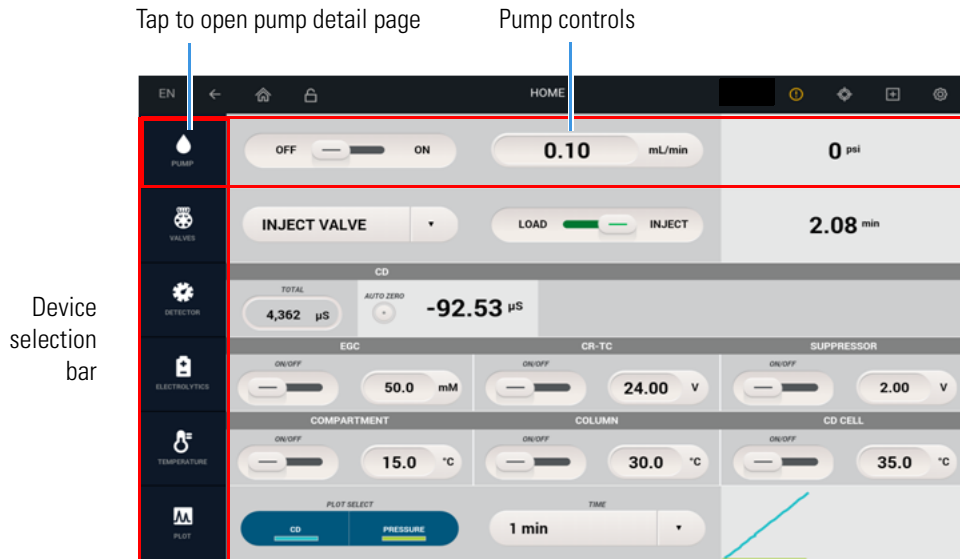 Tap to open pump detail page Pump controls
EN HOME
PUMP OFF ON 0.10 mL/min 0 psi
VALVES INJECT VALVE LOAD INJECT 2.08 min
CD
DETECTOR TOTAL 4,362 µS AUTO ZERO -92.53 µS
Device selection bar
EGC CR-TC SUPPRESSOR
ELECTROLYTICS ON/OFF 50.0 mM ON/OFF 24.00 V ON/OFF 2.00 V
COMPARTMENT COLUMN CD CELL
TEMPERATURE ON/OFF 15.0 °C ON/OFF 30.0 °C ON/OFF 35.0 °C
PLOT SELECT TIME
PLOT CD PRESSURE 1 min